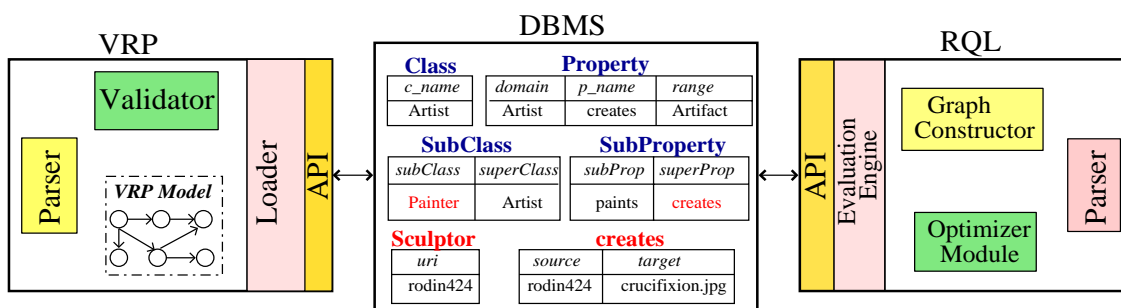 VRP
Validator
Parser
VRP Model
Loader
API
DBMS
Class
c_name
Artist
Property
domain p_name range
Artist creates Artifact
SubClass
subClass superClass
Painter Artist
SubProperty
subProp superProp
paints creates
Sculptor
uri
rodin424
creates
source target
rodin424 crucifixion.jpg
RQL
API
Evaluation
Engine
Graph
Constructor
Optimizer
Module
Parser